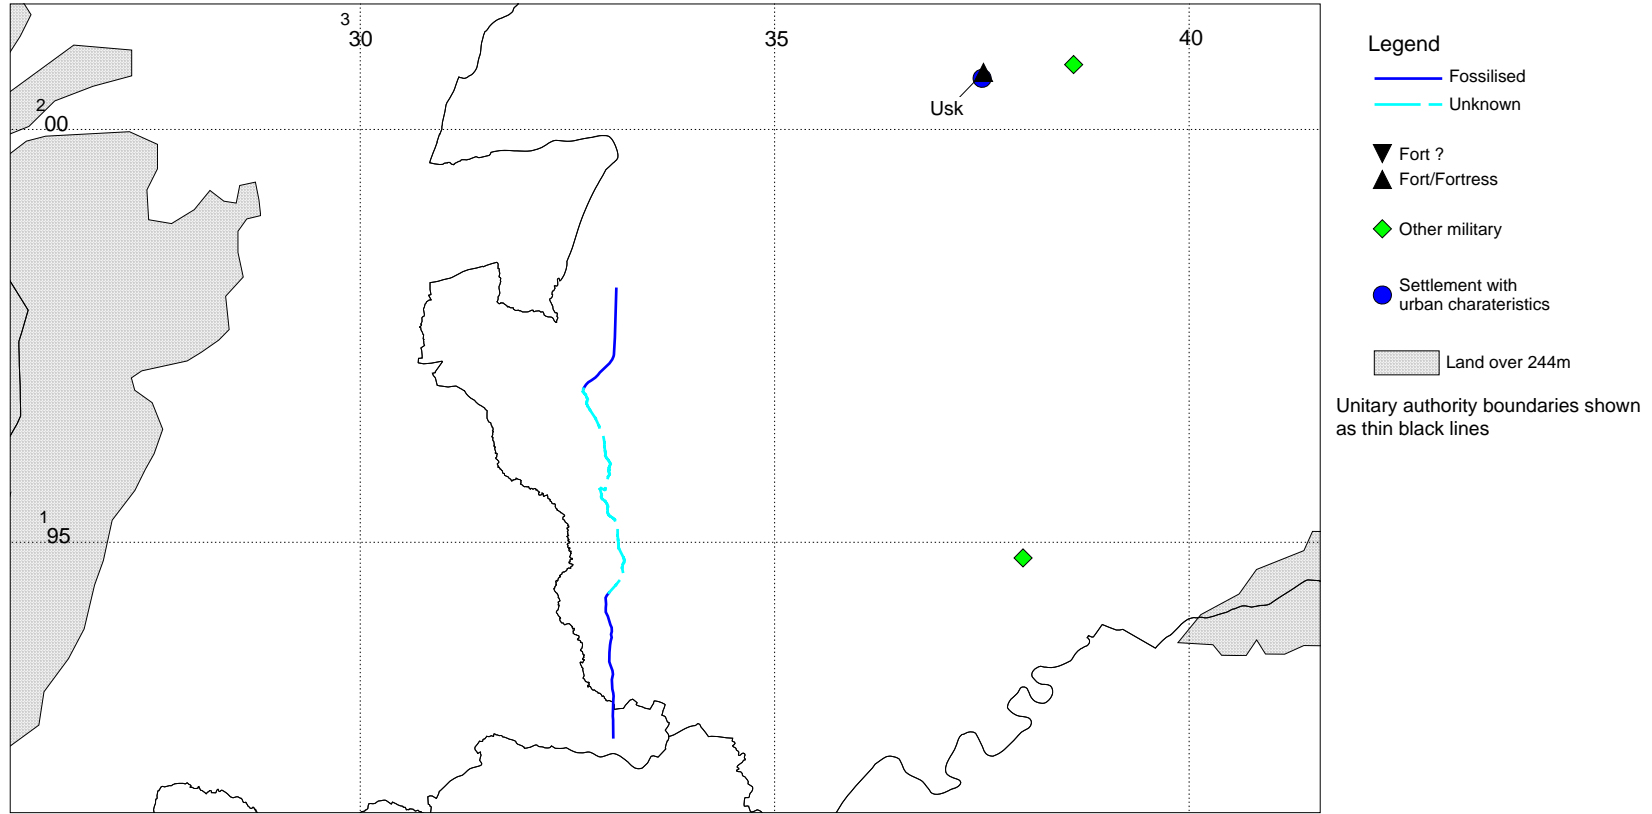 3
30
35
40
2
00
Usk
1
95
Legend
Fossilised
Unknown
Fort ?
Fort/Fortress
Other military
Settlement with
urban charateristics
Land over 244m
Unitary authority boundaries shown
as thin black lines